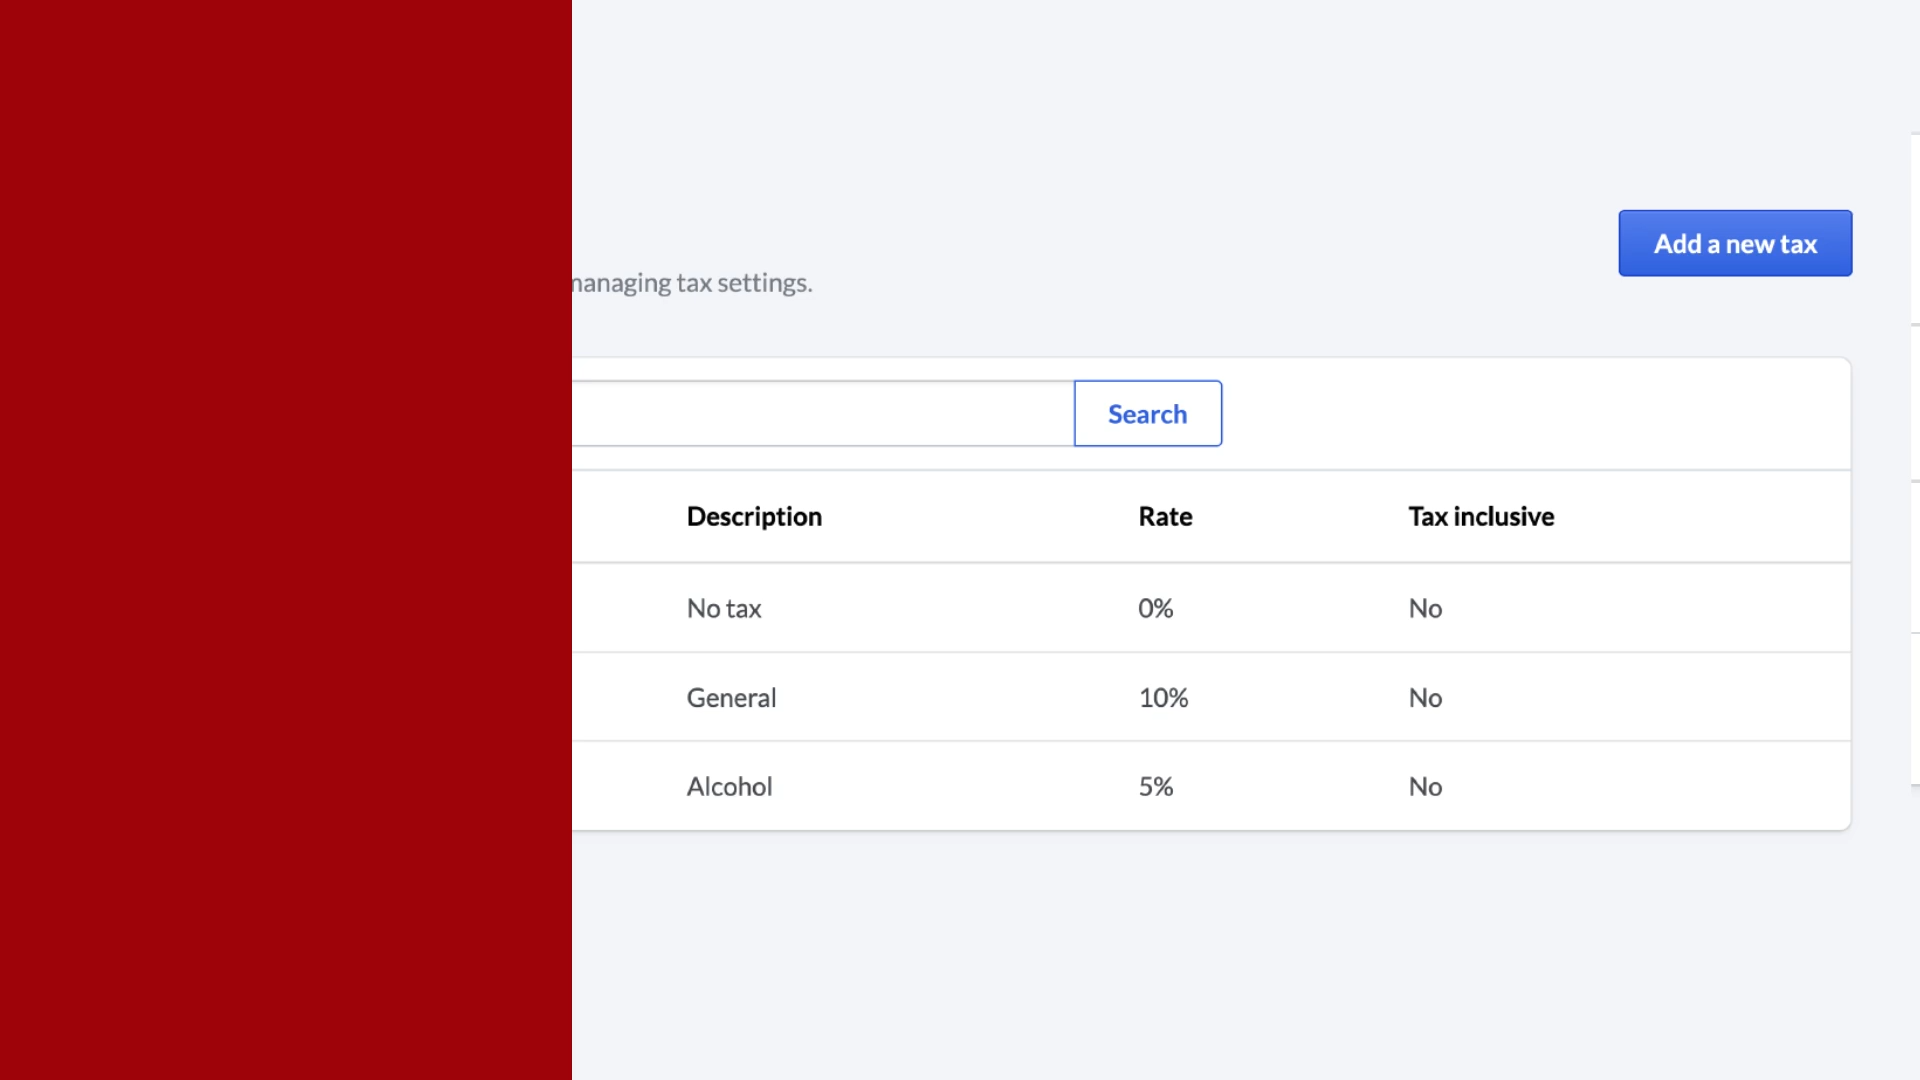 Add a new tax
managing tax settings.
Search
Description Rate Tax inclusive
No tax 0% No
General 10% No
Alcohol 5% No